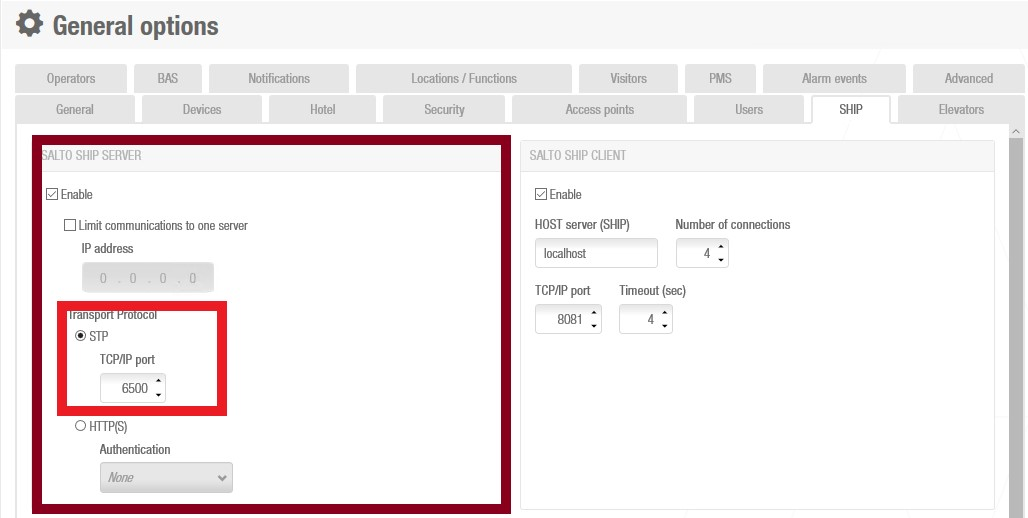 General options
Operators BAS Notifications Locations / Functions Visitors PMS Alarm events Advanced
General Devices Hotel Security Access points Users SHIP Elevators
SALTO SHIP SERVER
Enable
Limit communications to one server
IP address
0 . 0 . 0 . 0
Transport Protocol
STP
TCP/IP port
6500
HTTP(S)
Authentication
None
SALTO SHIP CLIENT
Enable
HOST server (SHIP) Number of connections
localhost 4
TCP/IP port Timeout (sec)
8081 4